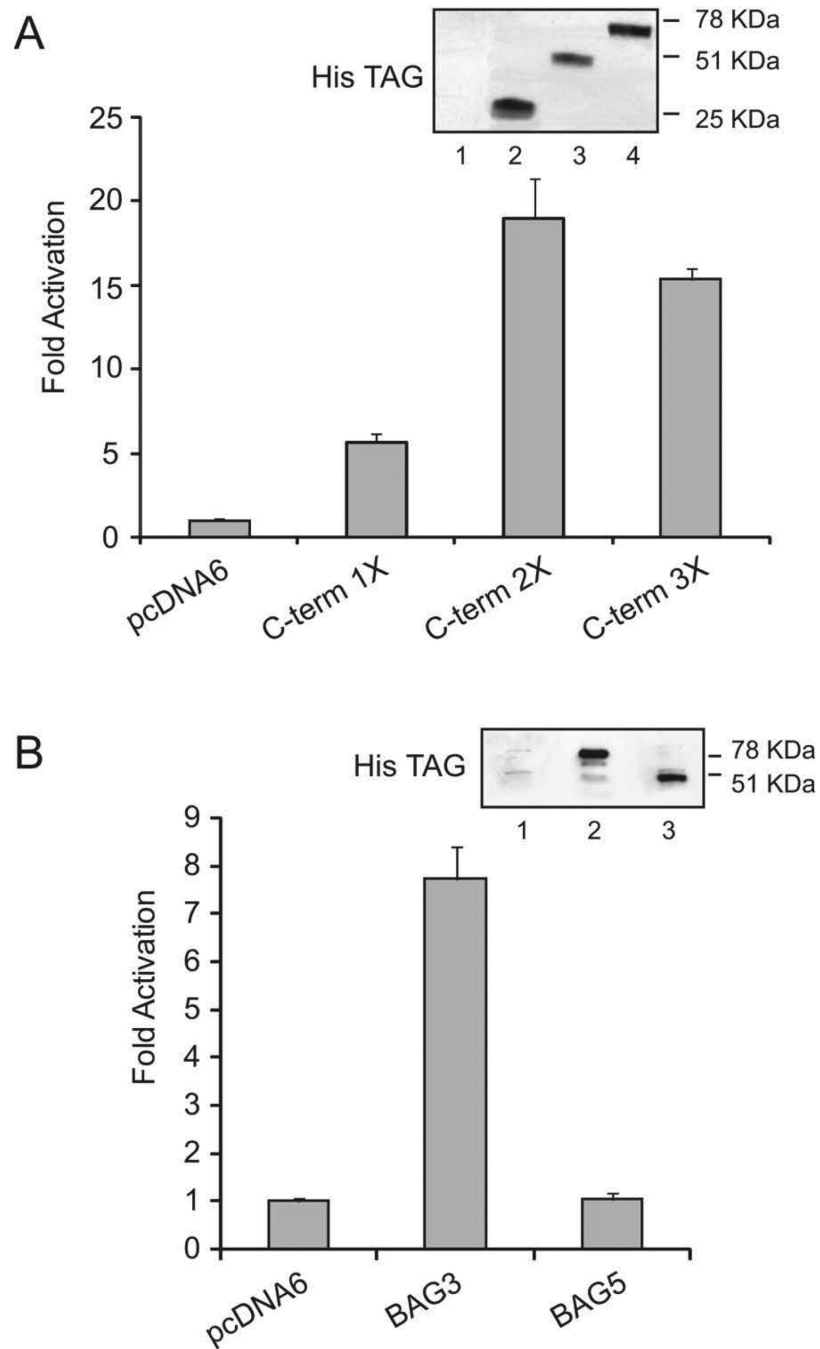 A
78 KDa
His TAG
51 KDa
25 KDa
1 2 3 4
25
20
15
10
5
0
Fold Activation
pcDNA6 C-term 1X C-term 2X C-term 3X
B
His TAG
78 KDa
51 KDa
1 2 3
9
8
7
6
5
4
3
2
1
0
Fold Activation
pcDNA6 BAG3 BAG5